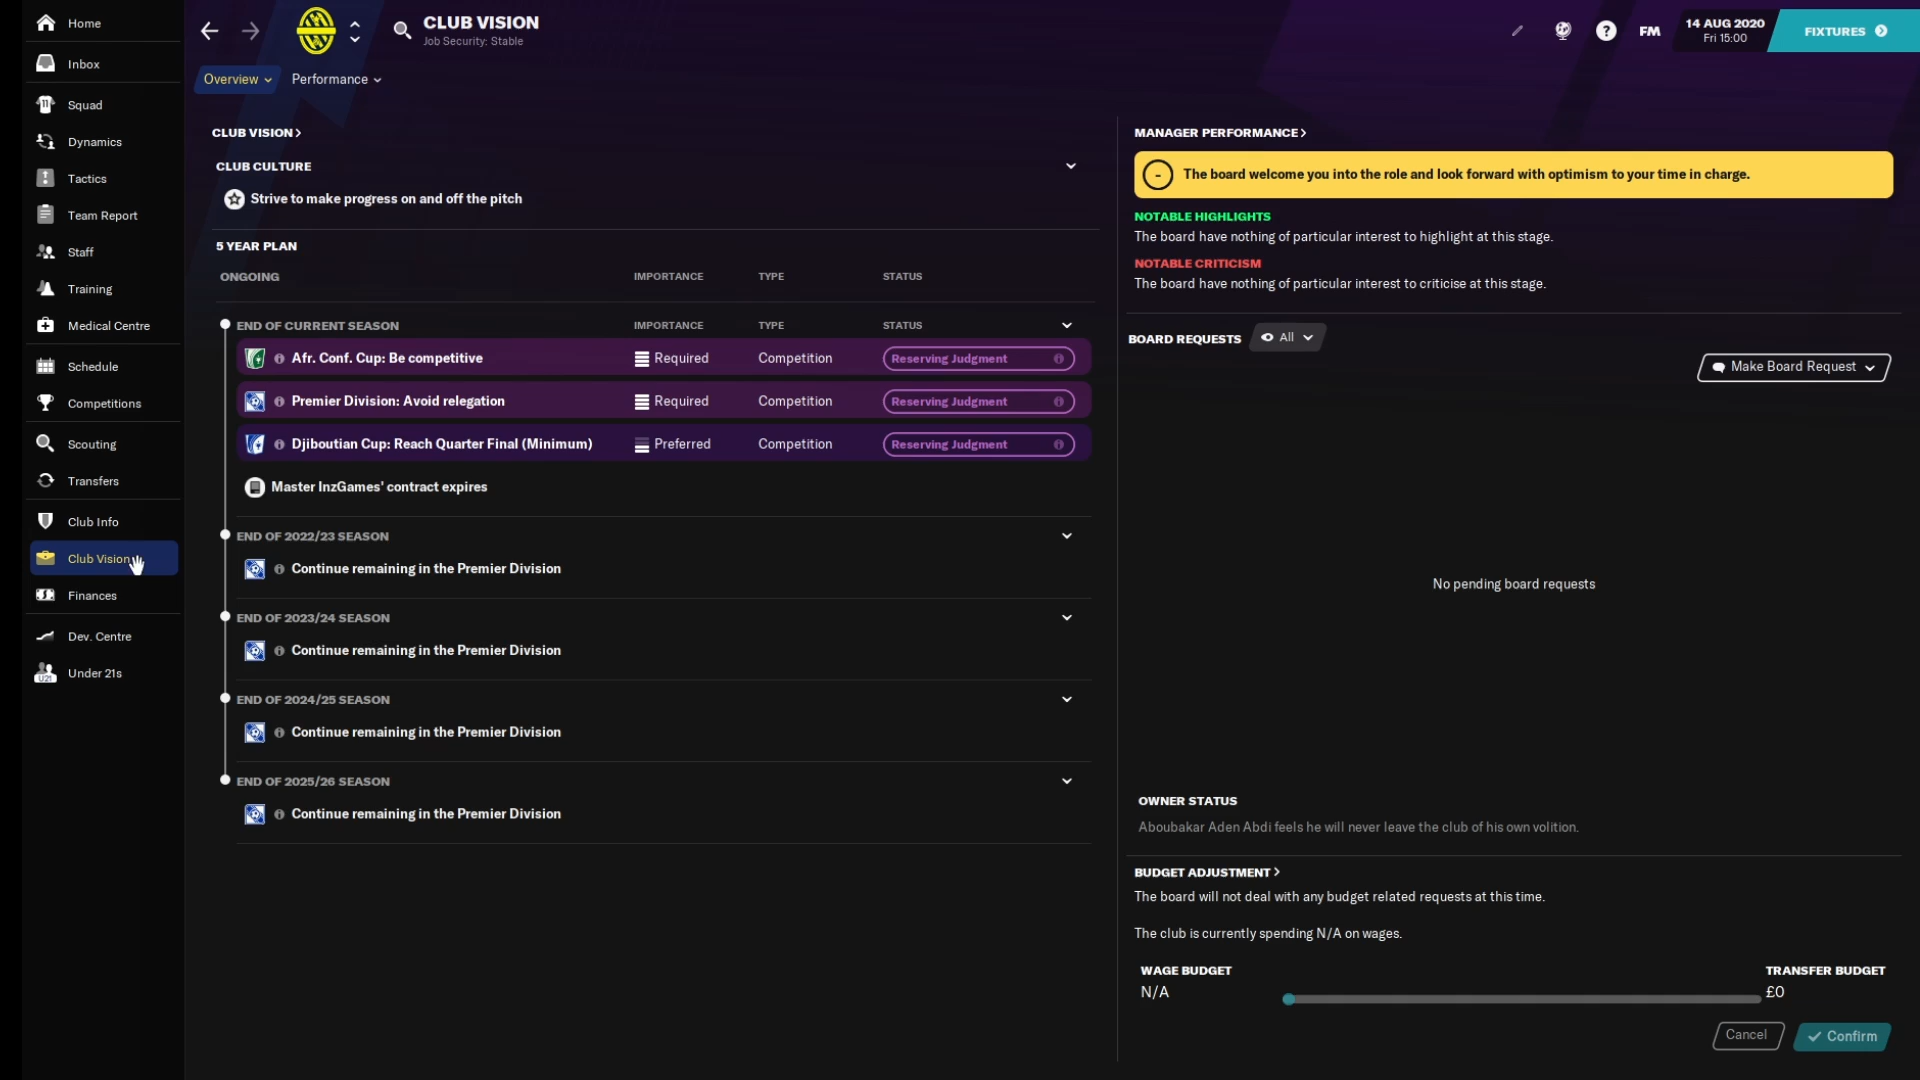 Home
Inbox
Squad
Dynamics
Tactics
Team Report
Staff
Training
Medical Centre
Schedule
Competitions
Scouting
Transfers
Club Info
Club Vision
Finances
Dev. Centre
U21
Under 21s
CLUB VISION
Job Security: Stable
FM
14 AUG 2020
Fri 15:00
FIXTURES
Overview
Performance
CLUB VISION
CLUB CULTURE
Strive to make progress on and off the pitch
5 YEAR PLAN
ONGOING IMPORTANCE TYPE STATUS
END OF CURRENT SEASON IMPORTANCE TYPE STATUS
Afr. Conf. Cup: Be competitive Required Competition Reserving Judgment
Premier Division: Avoid relegation Required Competition Reserving Judgment
Djiboutian Cup: Reach Quarter Final (Minimum) Preferred Competition Reserving Judgment
Master InzGames' contract expires
END OF 2022/23 SEASON
Continue remaining in the Premier Division
END OF 2023/24 SEASON
Continue remaining in the Premier Division
END OF 2024/25 SEASON
Continue remaining in the Premier Division
END OF 2025/26 SEASON
Continue remaining in the Premier Division
MANAGER PERFORMANCE
- The board welcome you into the role and look forward with optimism to your time in charge.
NOTABLE HIGHLIGHTS
The board have nothing of particular interest to highlight at this stage.
NOTABLE CRITICISM
The board have nothing of particular interest to criticise at this stage.
BOARD REQUESTS All
Make Board Request
No pending board requests
OWNER STATUS
Aboubakar Aden Abdi feels he will never leave the club of his own volition.
BUDGET ADJUSTMENT
The board will not deal with any budget related requests at this time.
The club is currently spending N/A on wages.
WAGE BUDGET TRANSFER BUDGET
N/A £0
Cancel Confirm